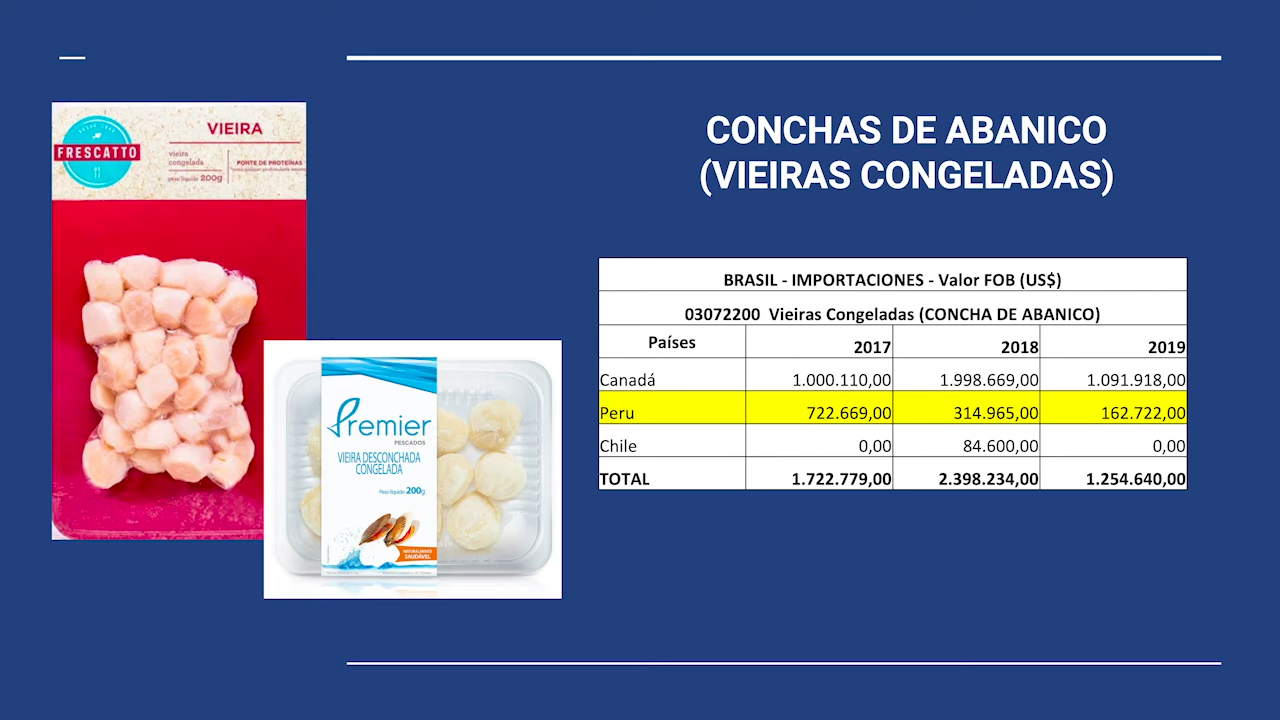 CONCHAS DE ABANICO
(VIEIRAS CONGELADAS)
VIEIRA
FRESCATTO
vieira
congelada
peso líquido 200g
FONTE DE PROTEÍNAS
Premier
PESCADOS
VIEIRA DESCONCHADA
CONGELADA
Peso líquido 200g
NATURALMENTE
SAUDÁVEL
BRASIL - IMPORTACIONES - Valor FOB (US$)
03072200 Vieiras Congeladas (CONCHA DE ABANICO)
Países 2017 2018 2019
Canadá 1.000.110,00 1.998.669,00 1.091.918,00
Peru 722.669,00 314.965,00 162.722,00
Chile 0,00 84.600,00 0,00
TOTAL 1.722.779,00 2.398.234,00 1.254.640,00